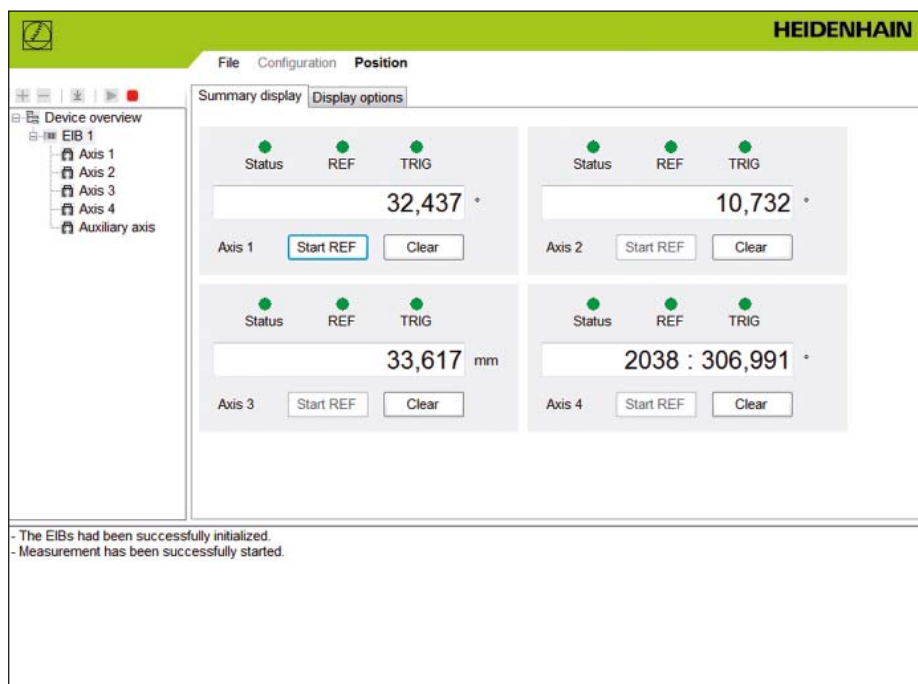 HEIDENHAIN
File Configuration Position
Summary display Display options
Device overview
EIB 1
Axis 1
Axis 2
Axis 3
Axis 4
Auxiliary axis
Status REF TRIG
32,437 °
Axis 1 Start REF Clear
Status REF TRIG
10,732 °
Axis 2 Start REF Clear
Status REF TRIG
33,617 mm
Axis 3 Start REF Clear
Status REF TRIG
2038 : 306,991 °
Axis 4 Start REF Clear
- The EIBs had been successfully initialized.
- Measurement has been successfully started.